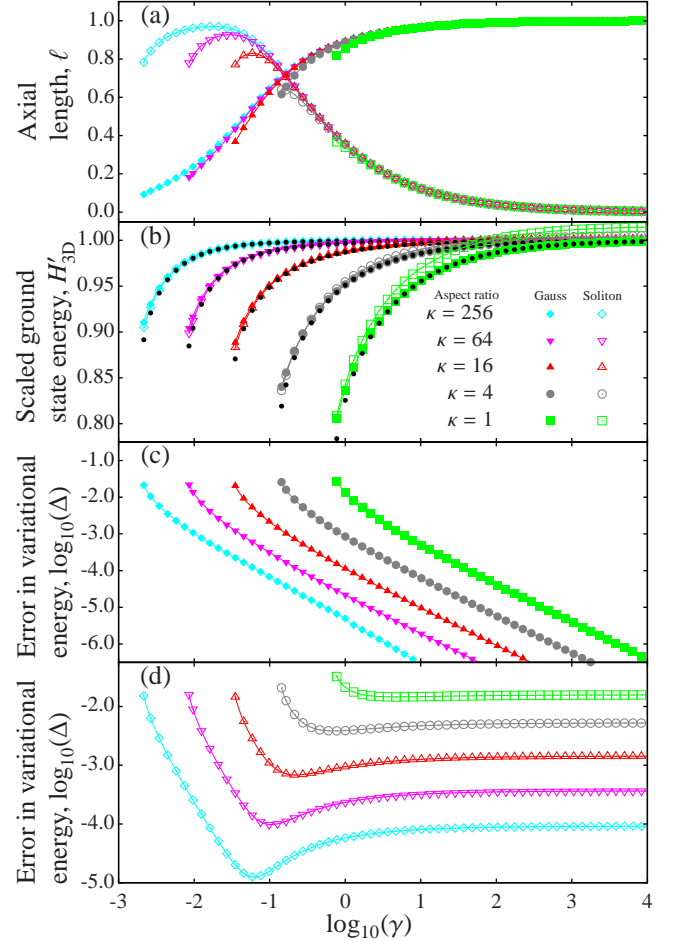 (a)
Axial
length, ℓ
1.0
0.8
0.6
0.4
0.2
0.0
(b)
Scaled ground
state energy, H′3D
1.00
0.95
0.90
0.85
0.80
Aspect ratio Gauss Soliton
κ = 256
κ = 64
κ = 16
κ = 4
κ = 1
(c)
Error in variational
energy, log10(Δ)
-1.0
-2.0
-3.0
-4.0
-5.0
-6.0
(d)
Error in variational
energy, log10(Δ)
-2.0
-3.0
-4.0
-5.0
-3 -2 -1 0 1 2 3 4
log10(γ)